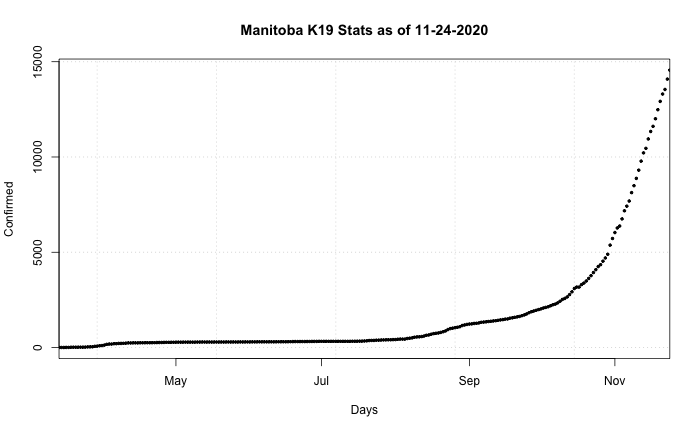 Manitoba K19 Stats as of 11-24-2020
15000
10000
5000
0
Confirmed
May Jul Sep Nov
Days